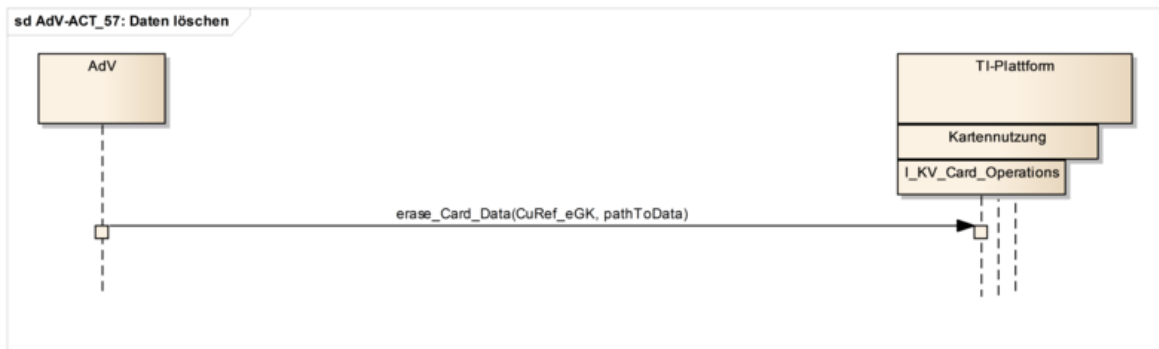 sd AdV-ACT_57: Daten löschen
AdV
TI-Plattform
Kartennutzung
I_KV_Card_Operations
erase_Card_Data(CuRef_eGK, pathToData)